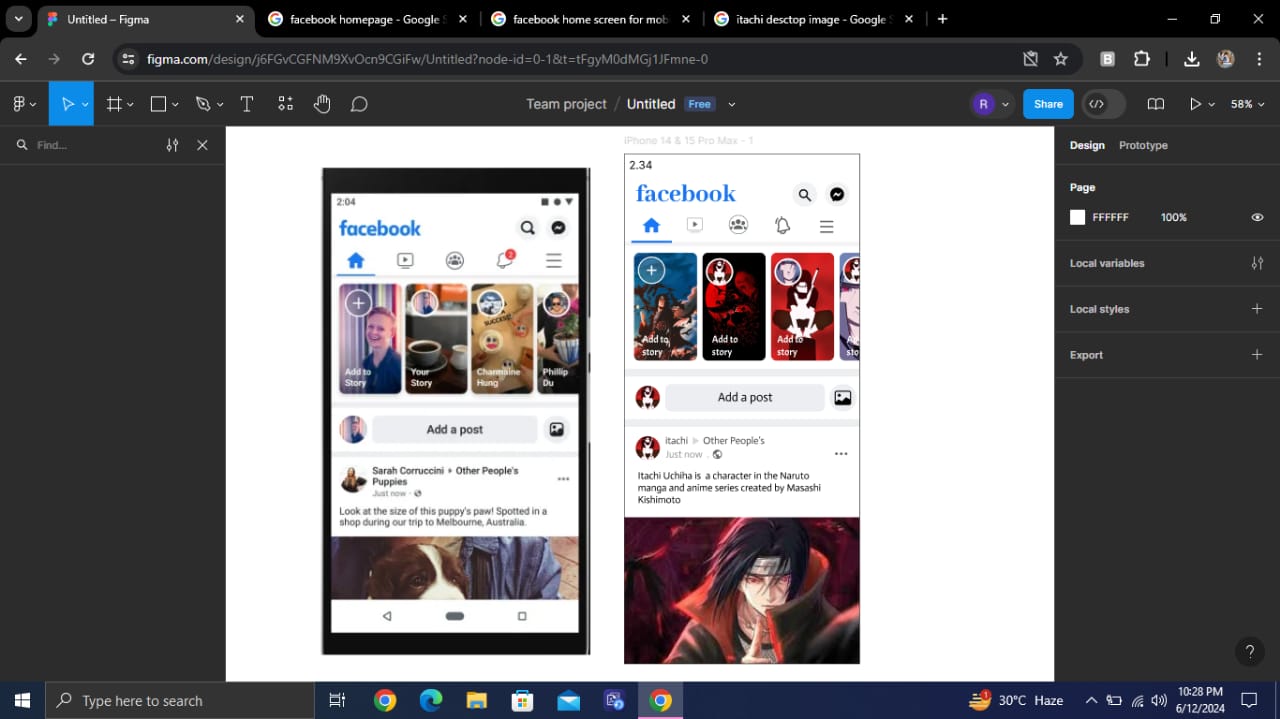 Untitled – Figma
facebook homepage - Google S
facebook home screen for mob
itachi desctop image - Google S
figma.com/design/j6FGvCGFNM9XvOcn9CGiFw/Untitled?node-id=0-1&t=tFgyM0dMGj1JFmne-0
Team project / Untitled Free
R
Share
58%
Find...
iPhone 14 & 15 Pro Max - 1
Design Prototype
Page
FFFFFF 100%
Local variables
Local styles
Export
2:04
facebook
2
Add to
Story
Your
Story
Charmaine
Hung
Phillip
Du
success!
Add a post
Sarah Corruccini ▸ Other People's
Puppies
Just now ·
Look at the size of this puppy's paw! Spotted in a
shop during our trip to Melbourne, Australia.
2.34
facebook
Add to
story
Add to
story
Add to
story
Add a post
itachi ▸ Other People's
Just now .
Itachi Uchiha is a character in the Naruto
manga and anime series created by Masashi
Kishimoto
?
Type here to search
1
30°C Haze
10:28 PM
6/12/2024